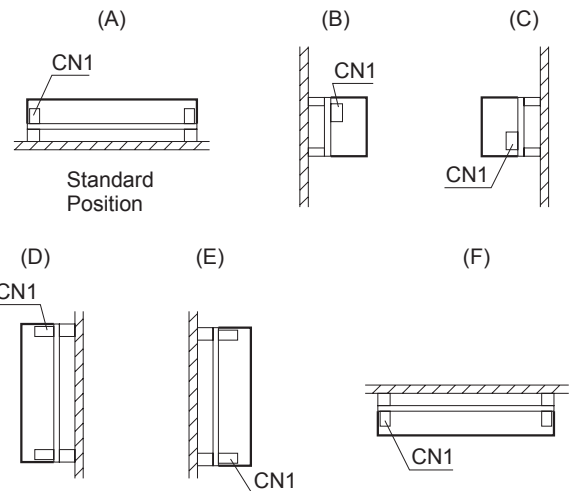 (A)
(B)
(C)
CN1
CN1
CN1
Standard
Position
(D)
(E)
(F)
CN1
CN1
CN1